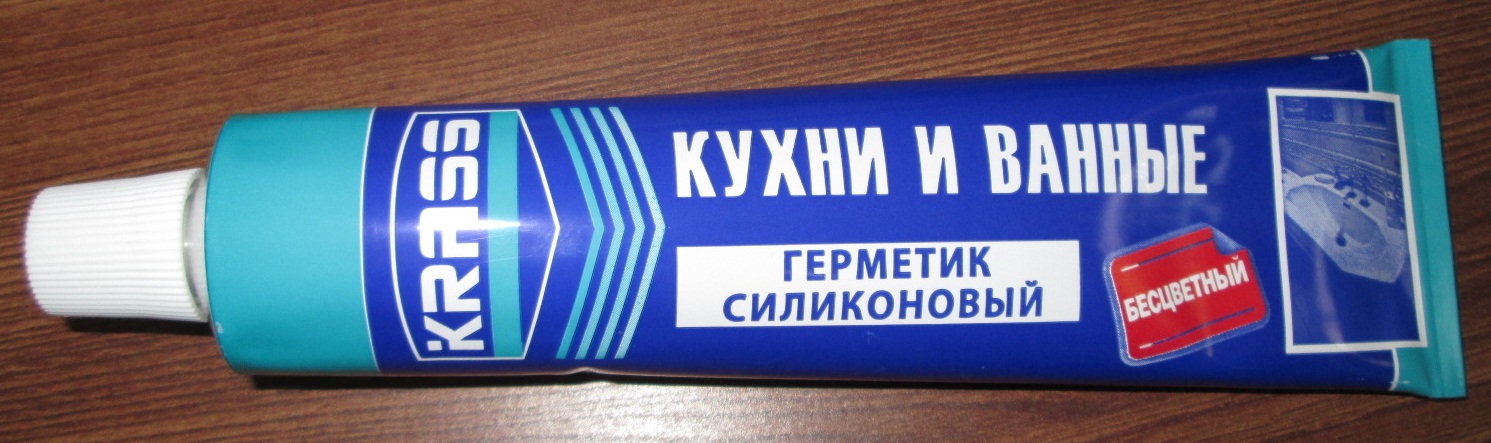 KRASS
КУХНИ И ВАННЫЕ
ГЕРМЕТИК
СИЛИКОНОВЫЙ
БЕСЦВЕТНЫЙ